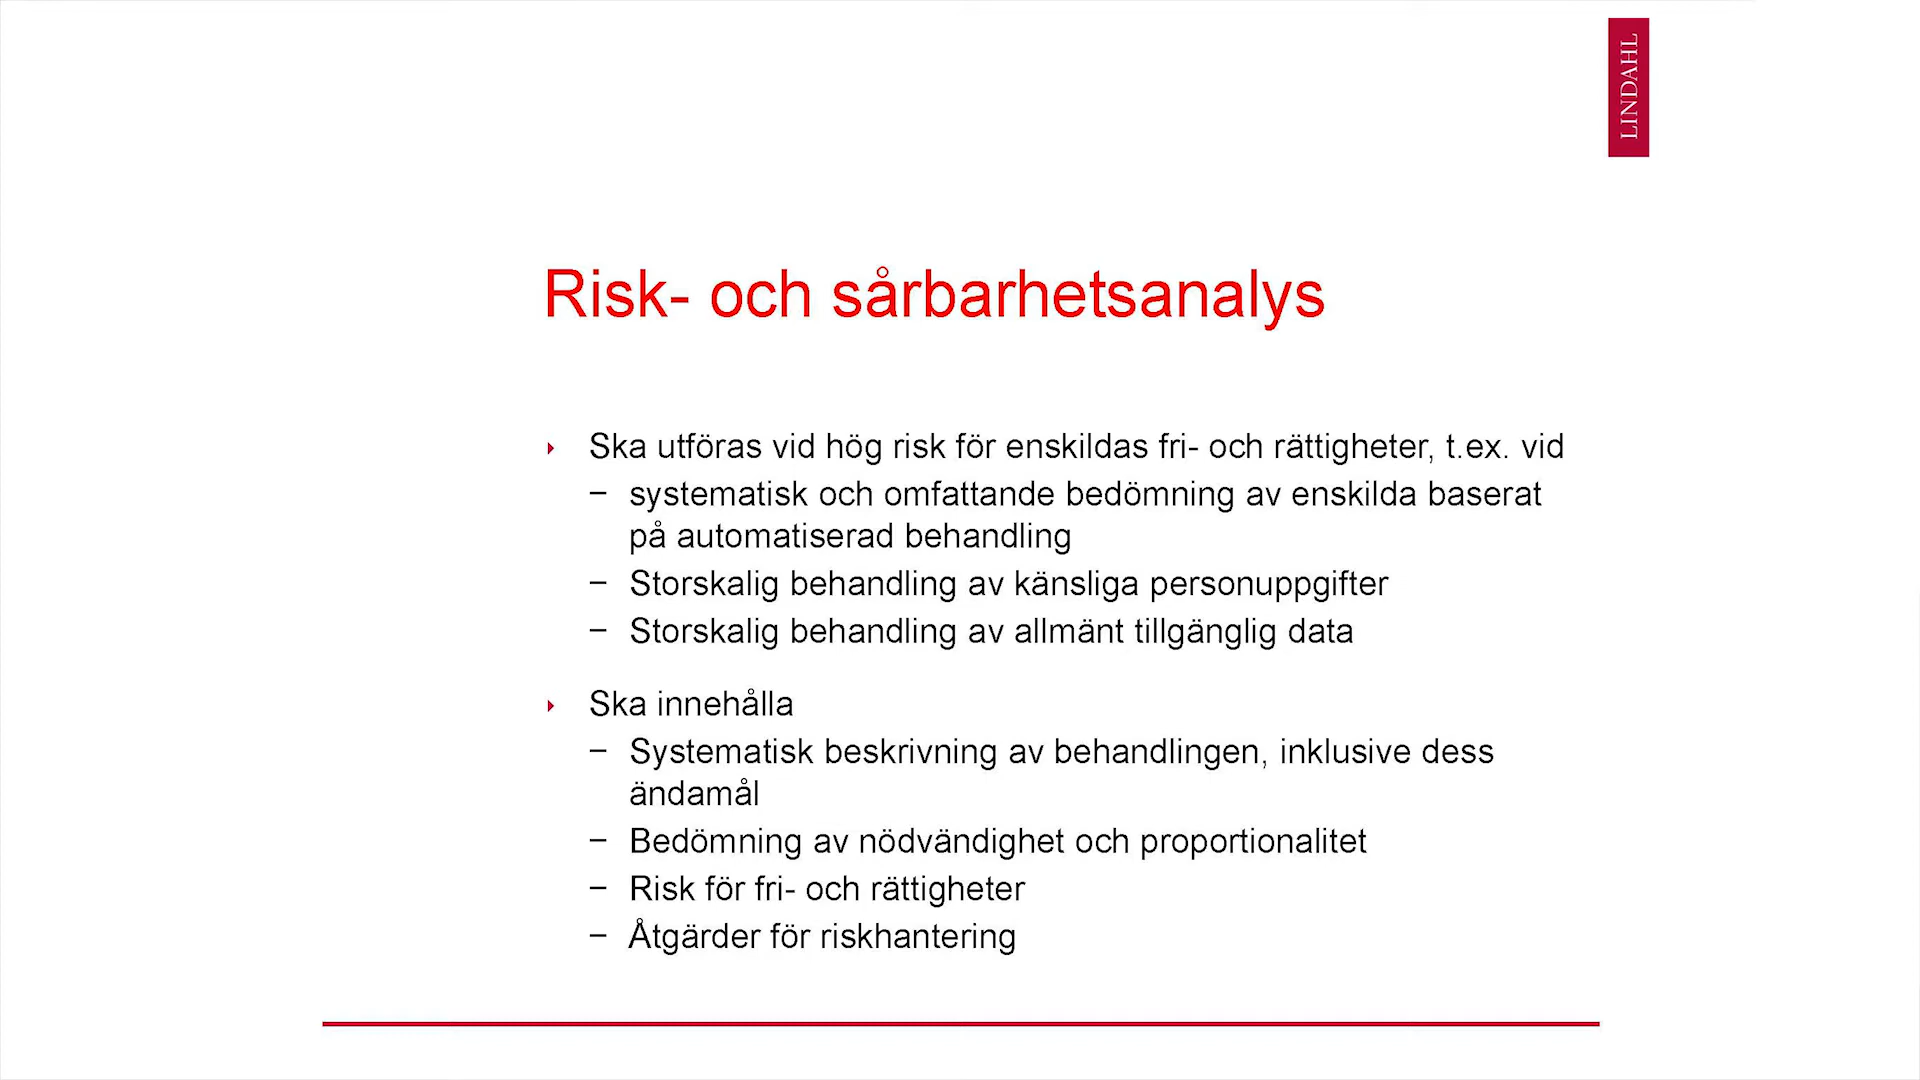 LINDAHL
Risk- och sårbarhetsanalys
Ska utföras vid hög risk för enskildas fri- och rättigheter, t.ex. vid
– systematisk och omfattande bedömning av enskilda baserat
på automatiserad behandling
– Storskalig behandling av känsliga personuppgifter
– Storskalig behandling av allmänt tillgänglig data
Ska innehålla
– Systematisk beskrivning av behandlingen, inklusive dess
ändamål
– Bedömning av nödvändighet och proportionalitet
– Risk för fri- och rättigheter
– Åtgärder för riskhantering